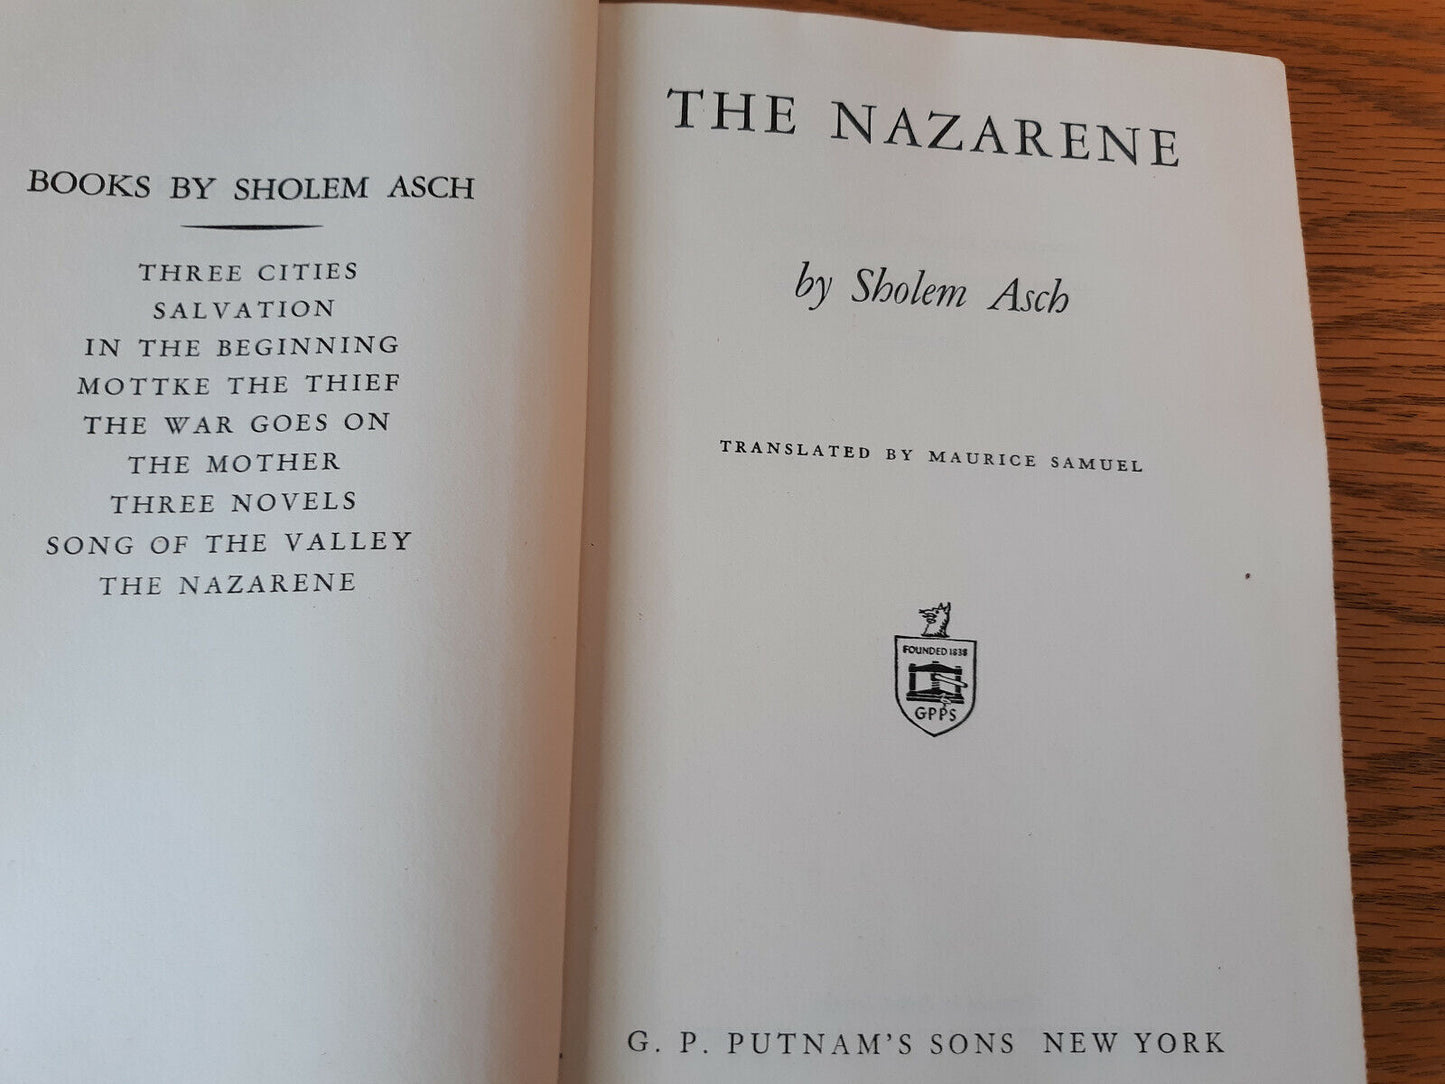 BOOKS BY SHOLEM ASCH
THREE CITIES
SALVATION
IN THE BEGINNING
MOTTKE THE THIEF
THE WAR GOES ON
THE MOTHER
THREE NOVELS
SONG OF THE VALLEY
THE NAZARENE
THE NAZARENE
by Sholem Asch
TRANSLATED BY MAURICE SAMUEL
FOUNDED 1838
GPPS
G. P. PUTNAM'S SONS NEW YORK